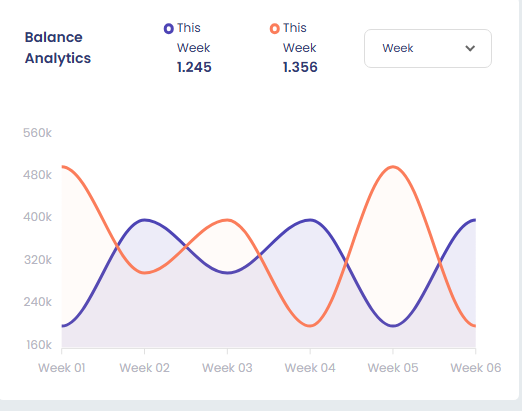 Balance
Analytics
This
Week
1.245
This
Week
1.356
Week
560k
480k
400k
320k
240k
160k
Week 01
Week 02
Week 03
Week 04
Week 05
Week 06